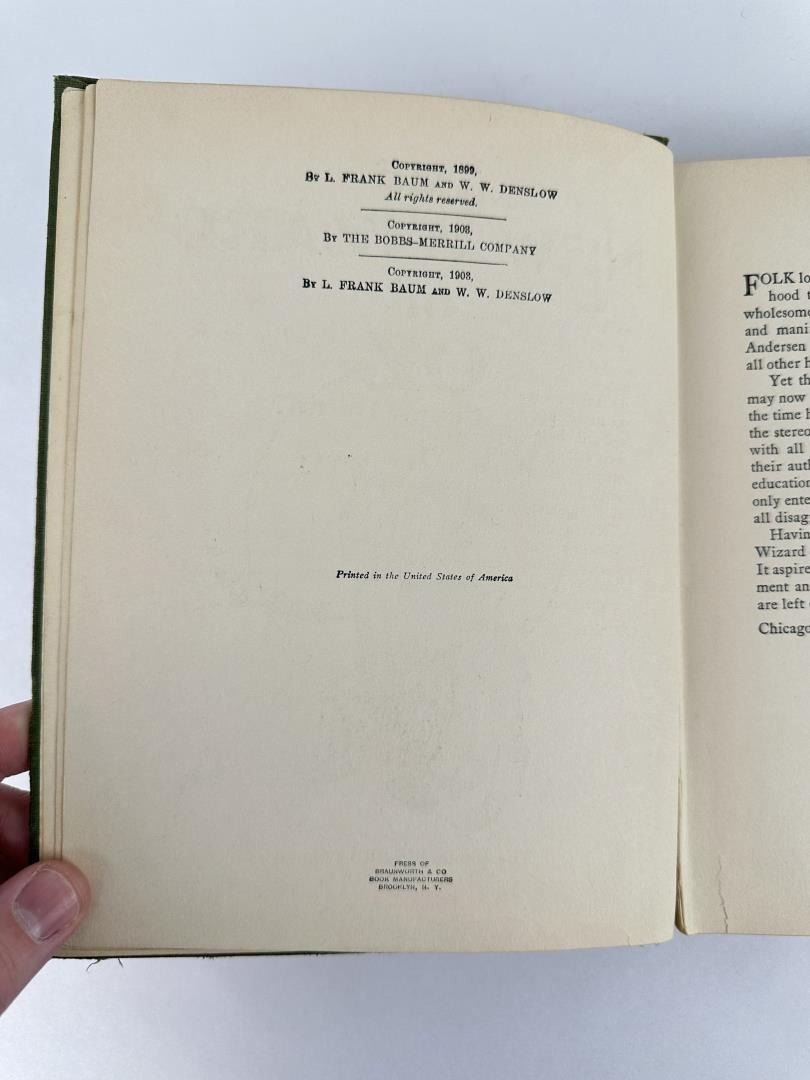 COPYRIGHT, 1899,
BY L. FRANK BAUM AND W. W. DENSLOW
All rights reserved.
COPYRIGHT, 1903,
BY THE BOBBS-MERRILL COMPANY
COPYRIGHT, 1903,
BY L. FRANK BAUM AND W. W. DENSLOW
Printed in the United States of America
PRESS OF
BRAUNWORTH & CO
BOOK MANUFACTURERS
BROOKLYN, N. Y.
FOLK lo
hood t
wholesome
and mani
Andersen
all other h
Yet th
may now
the time h
the stereo
with all
their auth
education
only ente
all disag
Havin
Wizard
It aspire
ment an
are left
Chicago